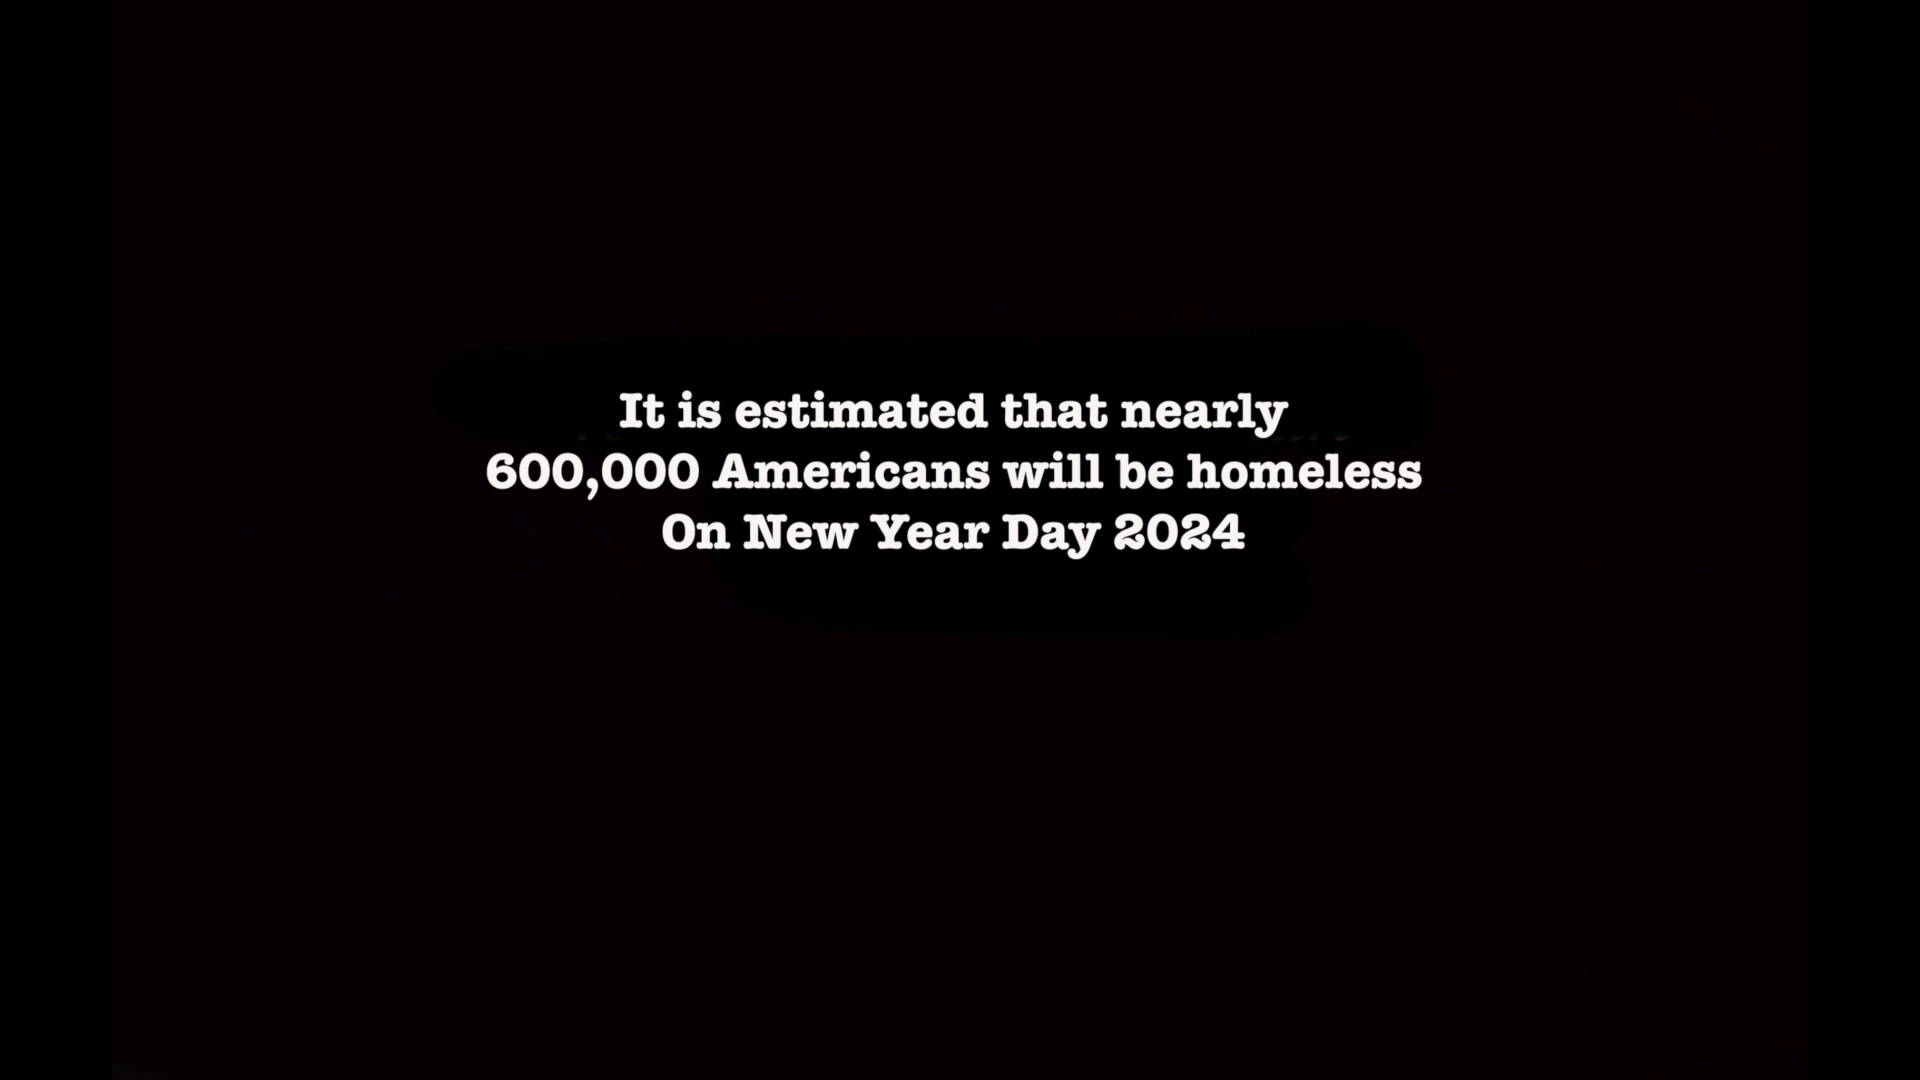 It is estimated that nearly
600,000 Americans will be homeless
On New Year Day 2024